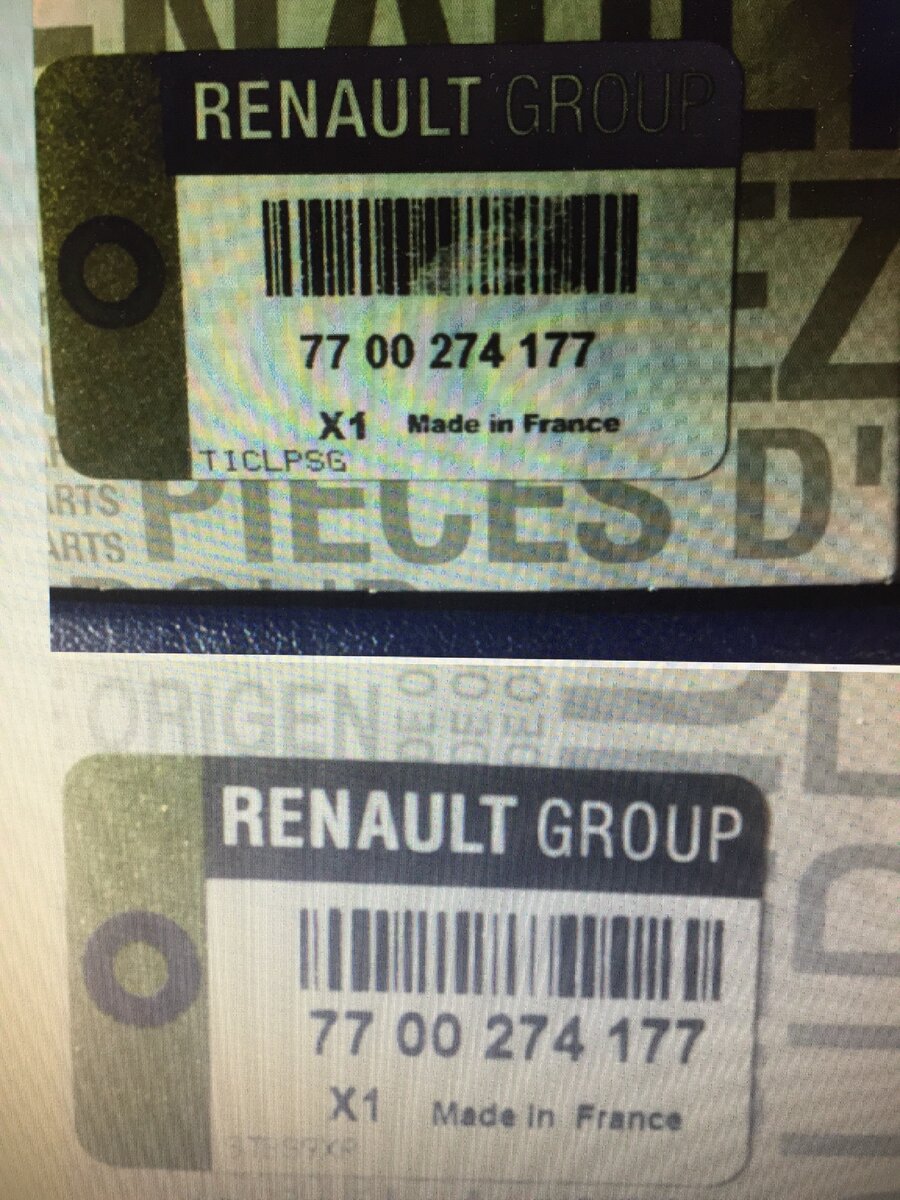 RENAULT GROUP
77 00 274 177
X1 Made in France
TICLPSG
ARTS
ARTS
PIECES D'
ORIGEN
RENAULT GROUP
77 00 274 177
X1 Made in France